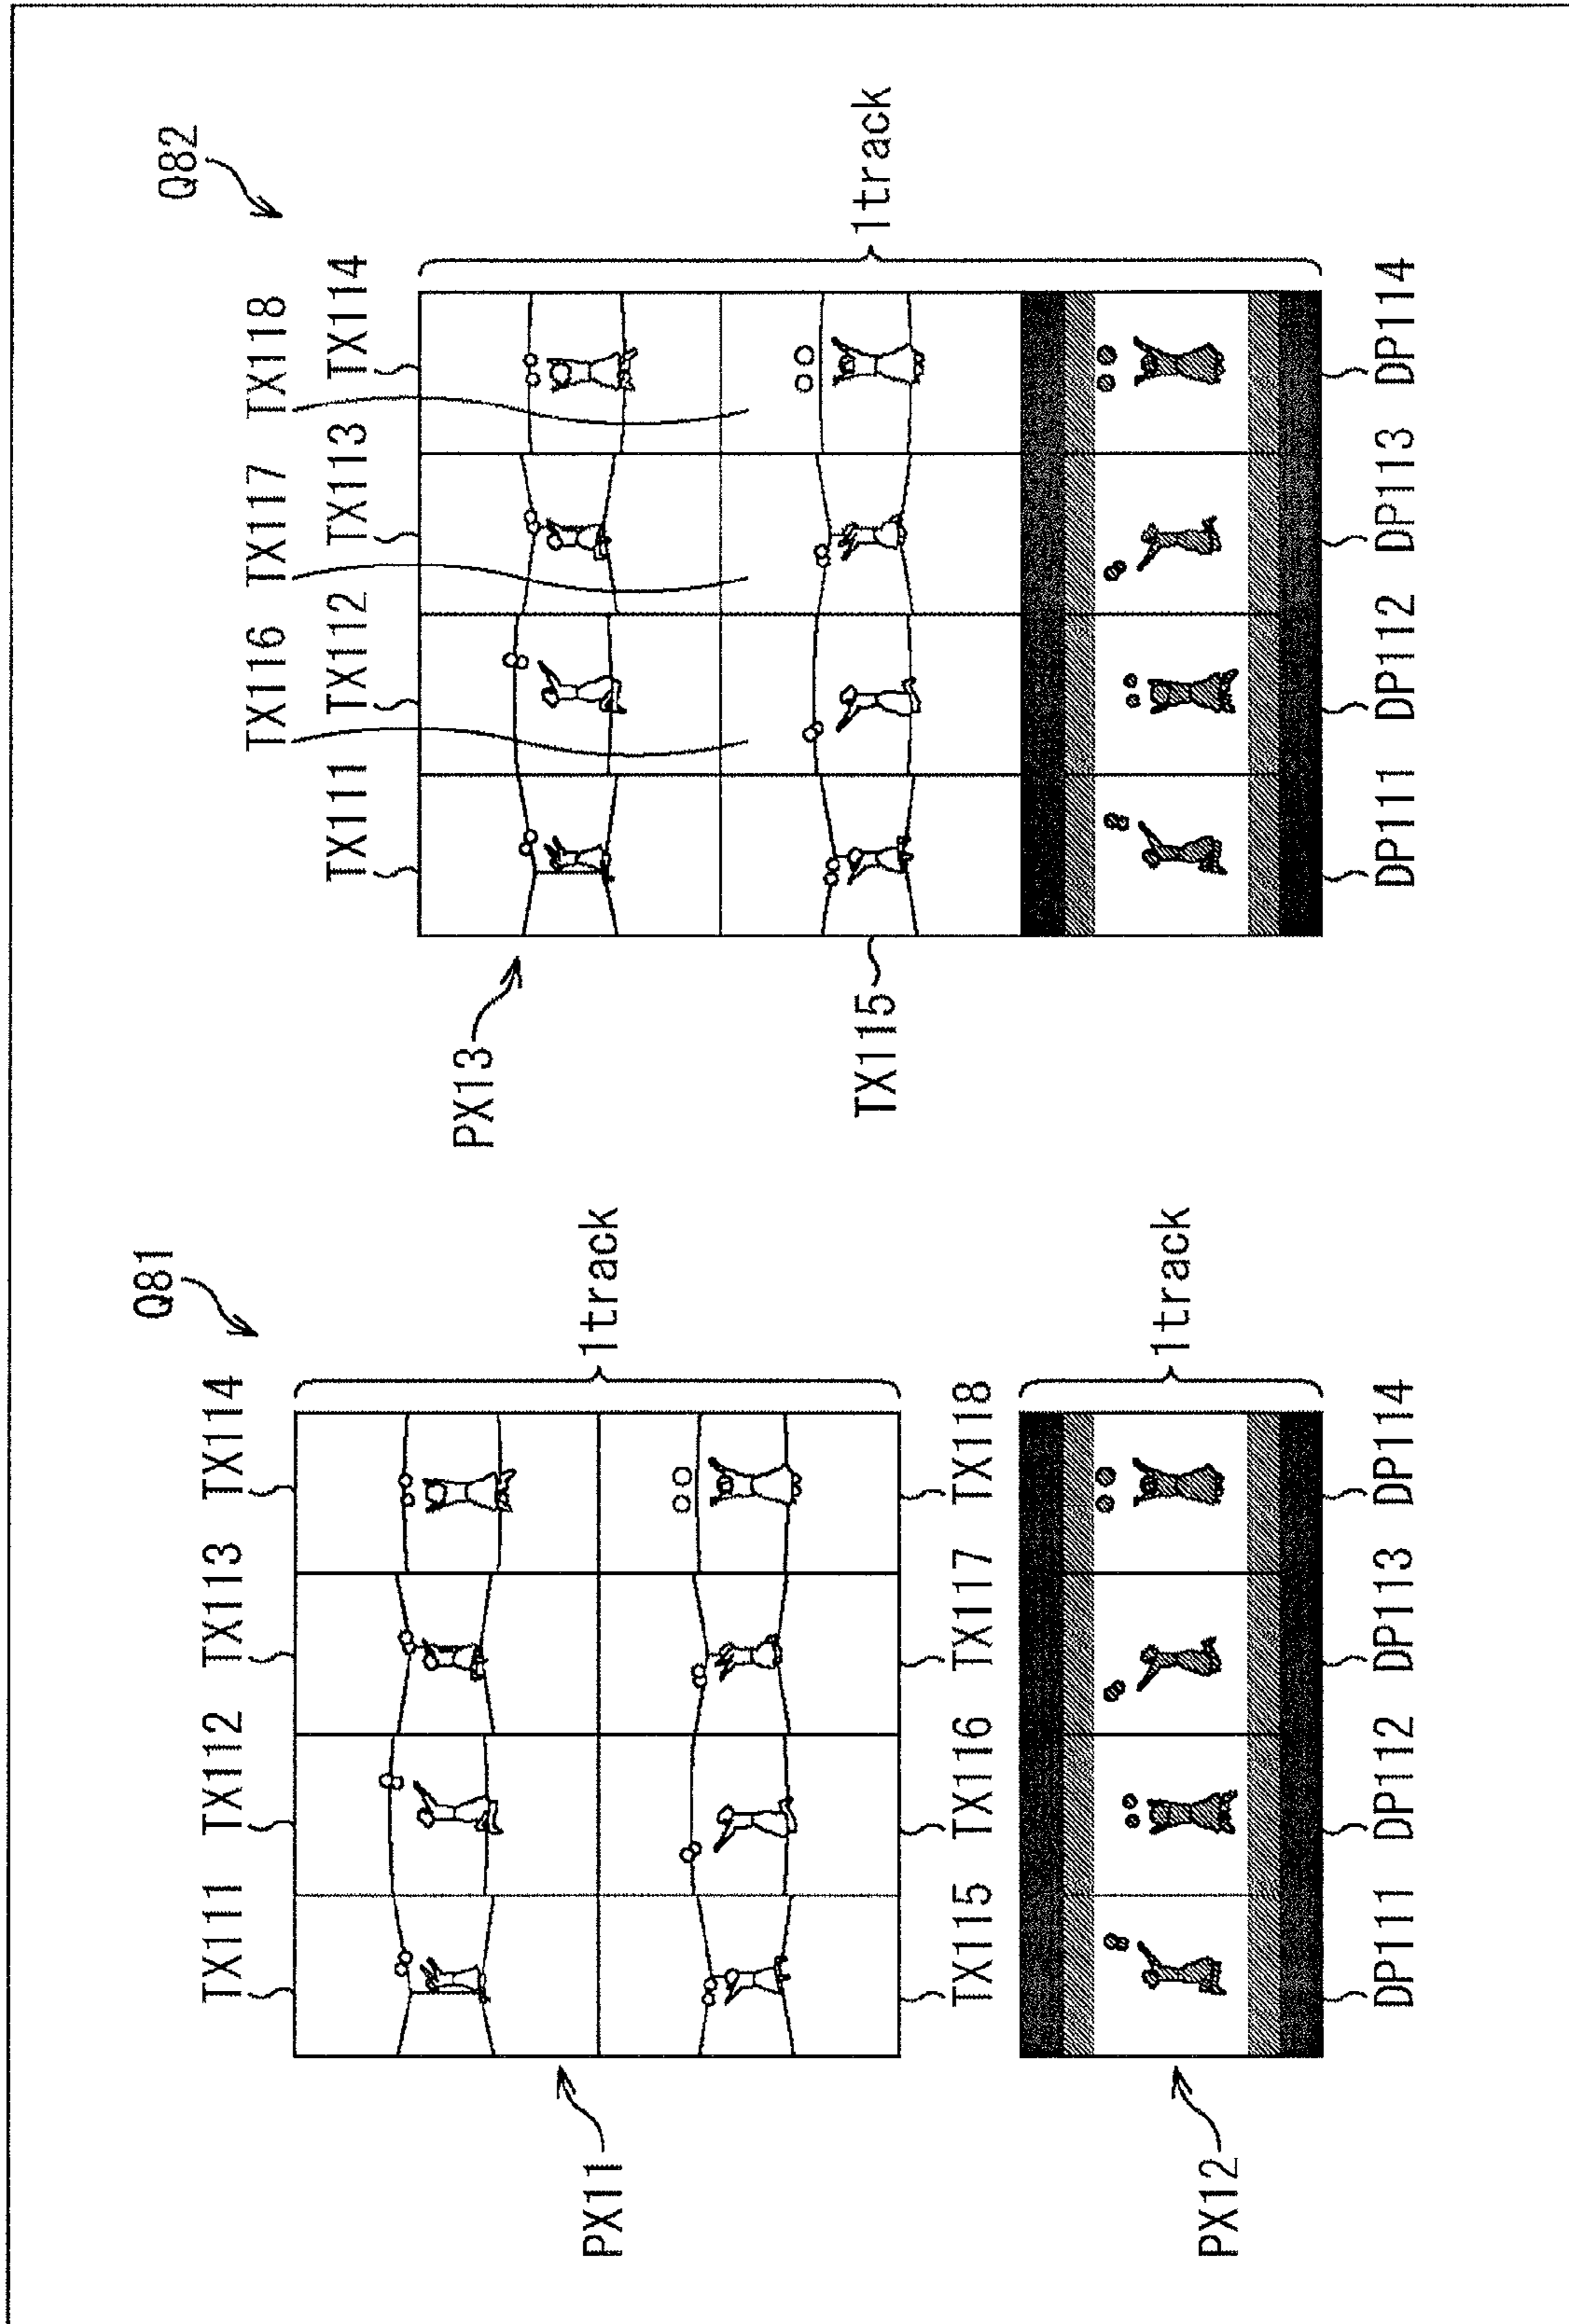 Q81
TX111 TX112 TX113 TX114
PX11
1track
TX115 TX116 TX117 TX118
PX12
1track
DP111 DP112 DP113 DP114
Q82
TX116 TX117 TX118
TX111 TX112 TX113 TX114
PX13
1track
TX115
DP111 DP112 DP113 DP114